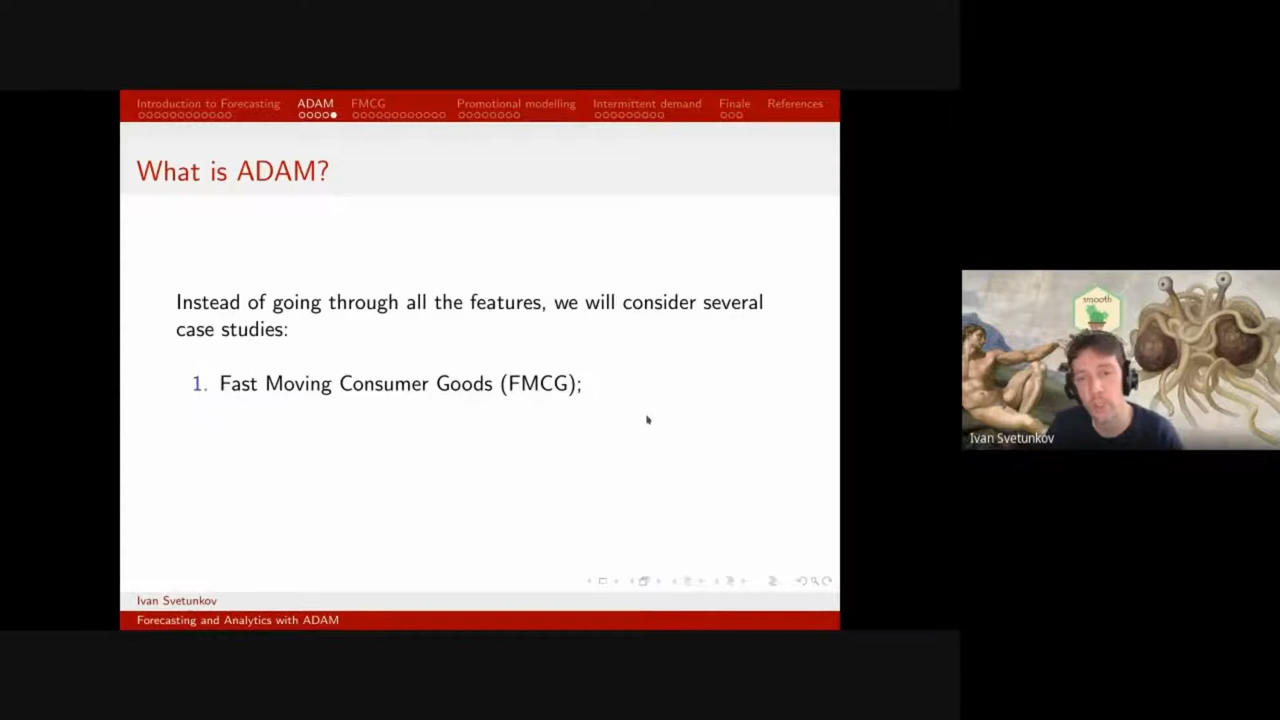 Introduction to Forecasting ADAM FMCG Promotional modelling Intermittent demand Finale References
What is ADAM?
Instead of going through all the features, we will consider several
case studies:
1. Fast Moving Consumer Goods (FMCG);
smooth
Ivan Svetunkov
Ivan Svetunkov
Forecasting and Analytics with ADAM